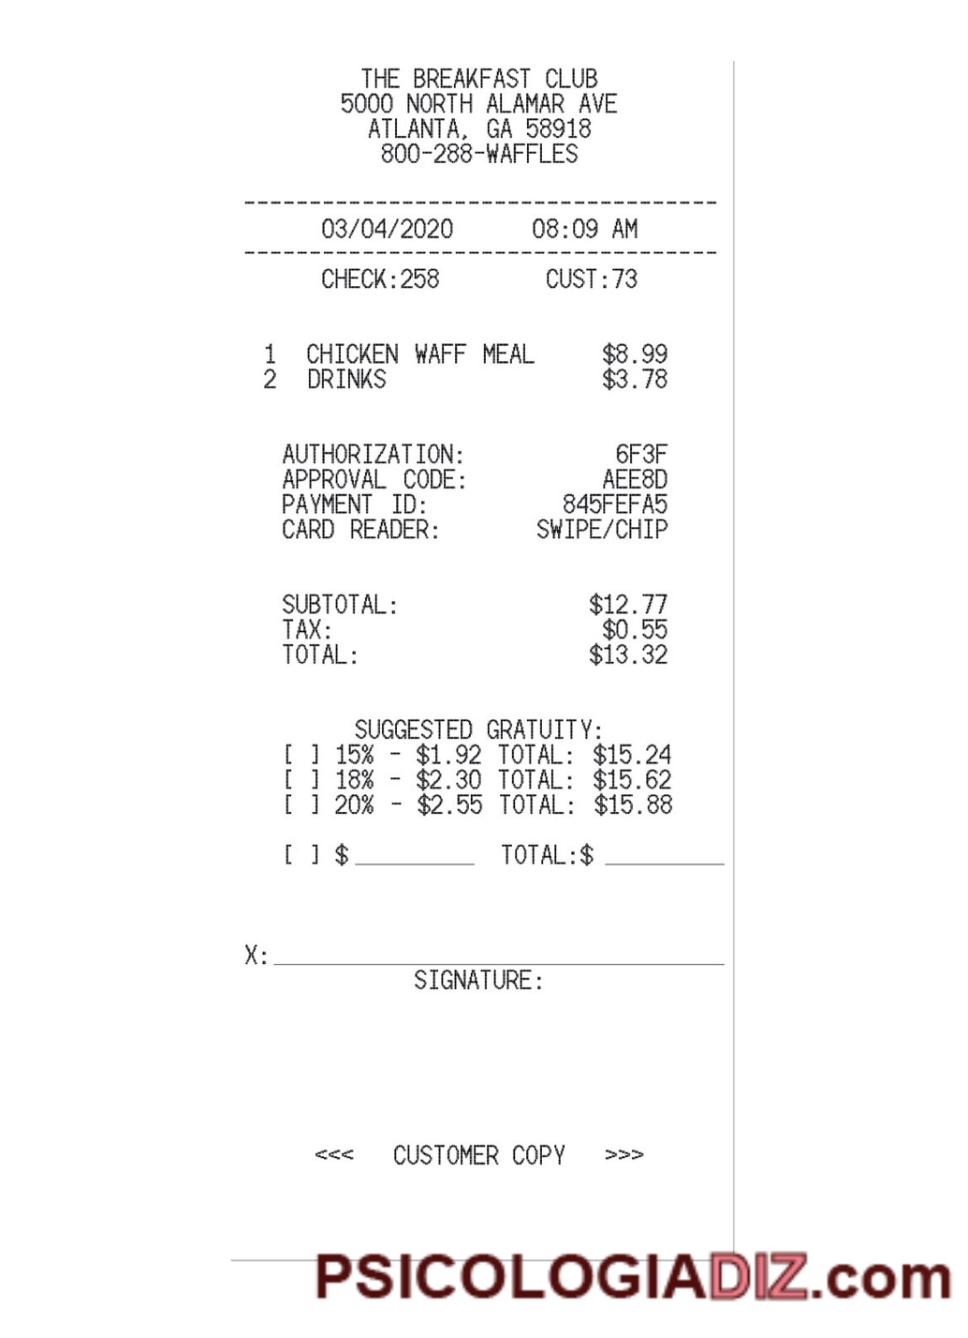 THE BREAKFAST CLUB
5000 NORTH ALAMAR AVE
ATLANTA, GA 58918
800-288-WAFFLES
-----------------------------------
03/04/2020 08:09 AM
-----------------------------------
CHECK:258 CUST:73
1 CHICKEN WAFF MEAL $8.99
2 DRINKS $3.78
AUTHORIZATION: 6F3F
APPROVAL CODE: AEE8D
PAYMENT ID: 845FEFA5
CARD READER: SWIPE/CHIP
SUBTOTAL: $12.77
TAX: $0.55
TOTAL: $13.32
SUGGESTED GRATUITY:
[ ] 15% - $1.92 TOTAL: $15.24
[ ] 18% - $2.30 TOTAL: $15.62
[ ] 20% - $2.55 TOTAL: $15.88
[ ] $_________ TOTAL:$ _________
X:__________________________________
SIGNATURE:
<<< CUSTOMER COPY >>>
PSICOLOGIADIZ.com